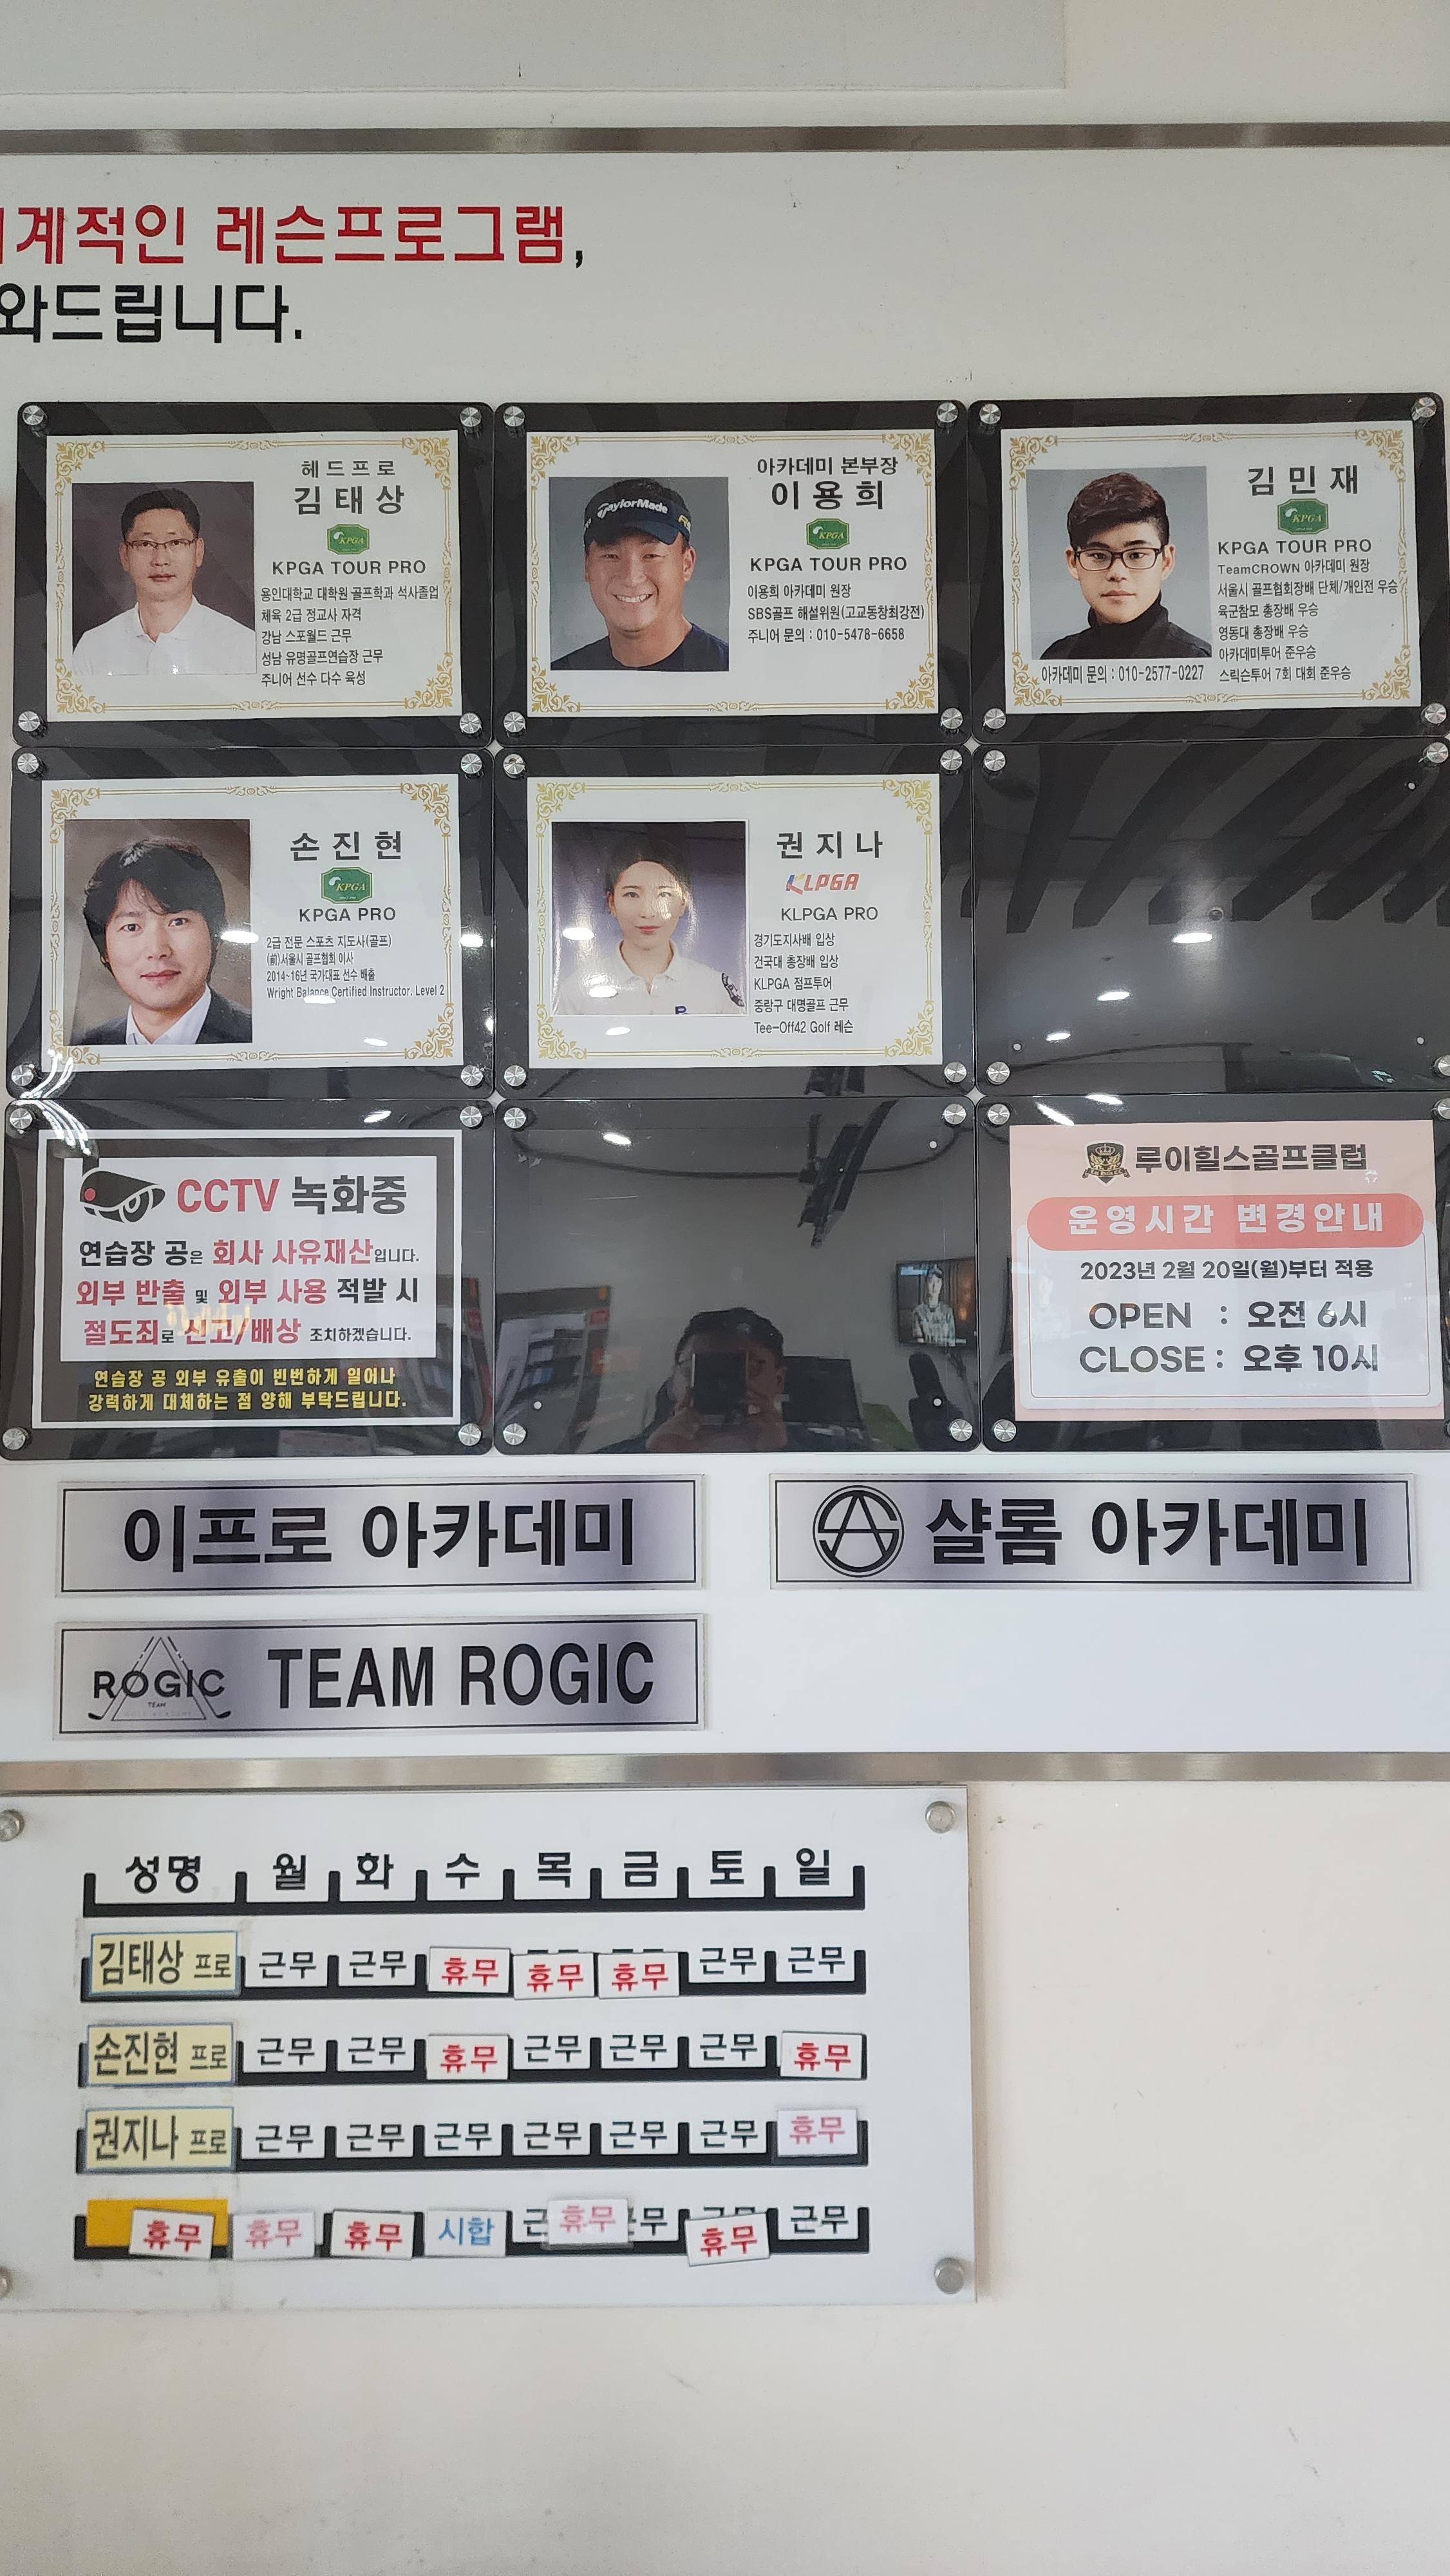 계적인 레슨프로그램,
와드립니다.
헤드프로
김태상
KPGA
KPGA TOUR PRO
용인대학교 대학원 골프학과 석사졸업
체육 2급 정교사 자격
강남 스포월드 근무
성남 유명골프연습장 근무
주니어 선수 다수 육성
TaylorMade
아카데미 본부장
이용희
KPGA
KPGA TOUR PRO
이용희 아카데미 원장
SBS골프 해설위원(고교동창최강전)
주니어 문의 : 010-5478-6658
김민재
KPGA
KPGA TOUR PRO
TeamCROWN 아카데미 원장
서울시 골프협회장배 단체/개인전 우승
육군참모 총장배 우승
영동대 총장배 우승
아카데미투어 준우승
스릭슨투어 7회 대회 준우승
아카데미 문의 : 010-2577-0227
손진현
KPGA
KPGA PRO
2급 전문 스포츠 지도사(골프)
(前)서울시 골프협회 이사
2014~16년 국가대표 선수 배출
Wright Balance Certified Instructor. Level 2
권지나
KLPGA
KLPGA PRO
경기도지사배 입상
건국대 총장배 입상
KLPGA 점프투어
중랑구 대명골프 근무
Tee-Off42 Golf 레슨
CCTV 녹화중
연습장 공은 회사 사유재산입니다.
외부 반출 및 외부 사용 적발 시
절도죄로 신고/배상 조치하겠습니다.
연습장 공 외부 유출이 빈번하게 일어나
강력하게 대체하는 점 양해 부탁드립니다.
루이힐스골프클럽
운영시간 변경안내
2023년 2월 20일(월)부터 적용
OPEN : 오전 6시
CLOSE : 오후 10시
이프로 아카데미
샬롬 아카데미
ROGIC
TEAM
TEAM ROGIC
성명 월 화 수 목 금 토 일
김태상 프로 근무 근무 휴무 휴무 휴무 근무 근무
손진현 프로 근무 근무 휴무 근무 근무 근무 휴무
권지나 프로 근무 근무 근무 근무 근무 근무 휴무
휴무 휴무 휴무 시합 휴무 휴무 근무